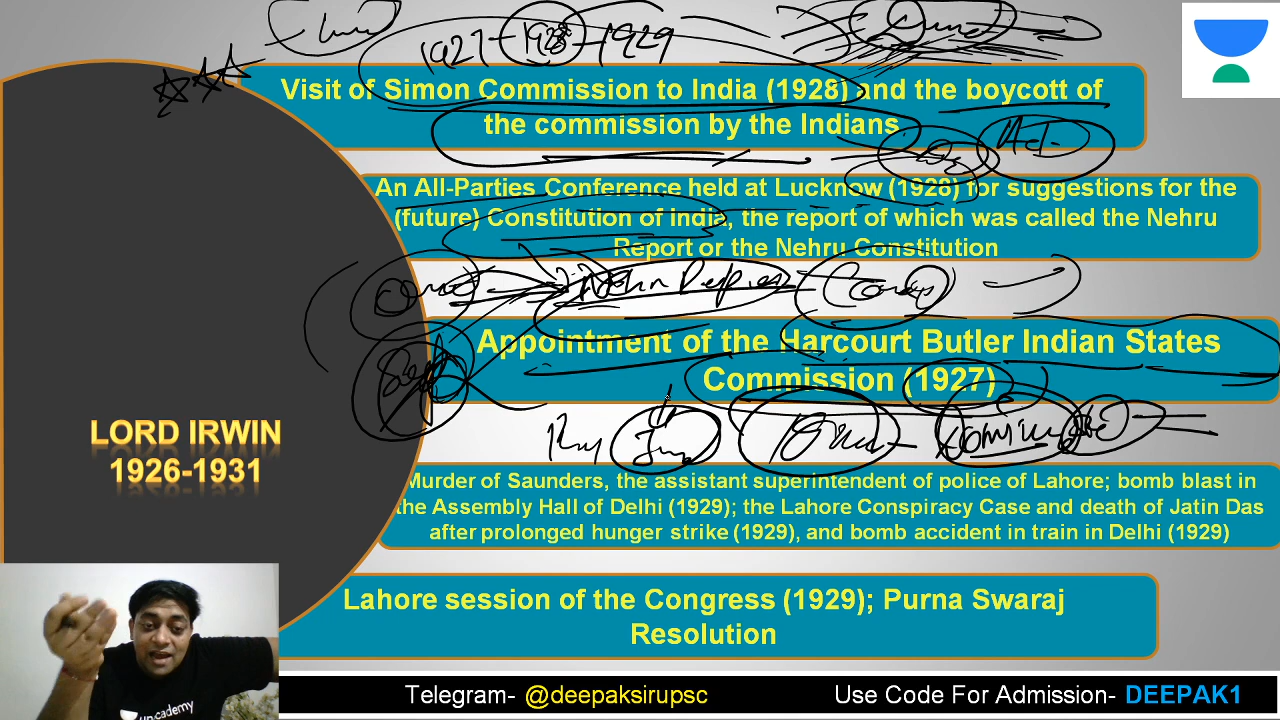 1927 - 1928 - 1929
Visit of Simon Commission to India (1928) and the boycott of
the commission by the Indians
An All-Parties Conference held at Lucknow (1928) for suggestions for the
(future) Constitution of India, the report of which was called the Nehru
Report or the Nehru Constitution
Appointment of the Harcourt Butler Indian States
Commission (1927)
LORD IRWIN
1926-1931
Murder of Saunders, the assistant superintendent of police of Lahore; bomb blast in
the Assembly Hall of Delhi (1929); the Lahore Conspiracy Case and death of Jatin Das
after prolonged hunger strike (1929), and bomb accident in train in Delhi (1929)
Lahore session of the Congress (1929); Purna Swaraj
Resolution
unacademy
Telegram- @deepaksirupsc
Use Code For Admission- DEEPAK1